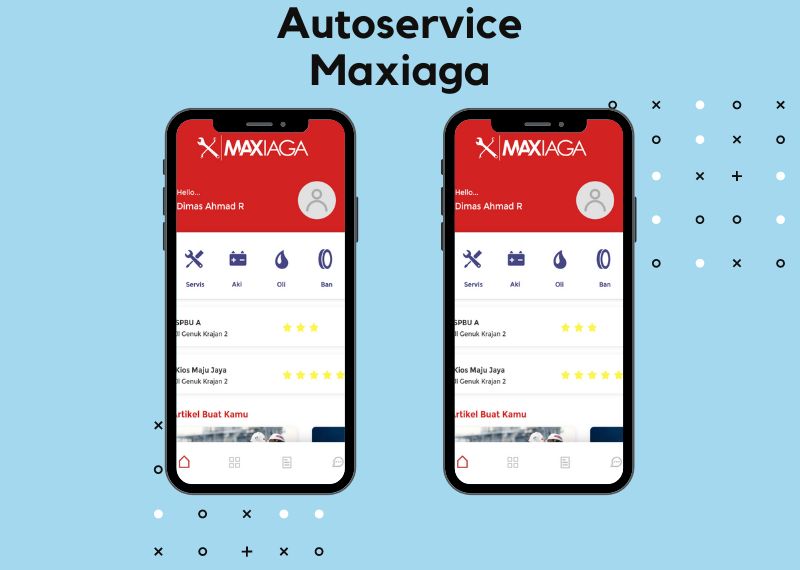 Autoservice
Maxiaga
MAXIAGA
Hello...
Dimas Ahmad R
Servis Aki Oli Ban
SPBU A
Jl Genuk Krajan 2
Kios Maju Jaya
Jl Genuk Krajan 2
Artikel Buat Kamu
MAXIAGA
Hello...
Dimas Ahmad R
Servis Aki Oli Ban
SPBU A
Jl Genuk Krajan 2
Kios Maju Jaya
Jl Genuk Krajan 2
Artikel Buat Kamu